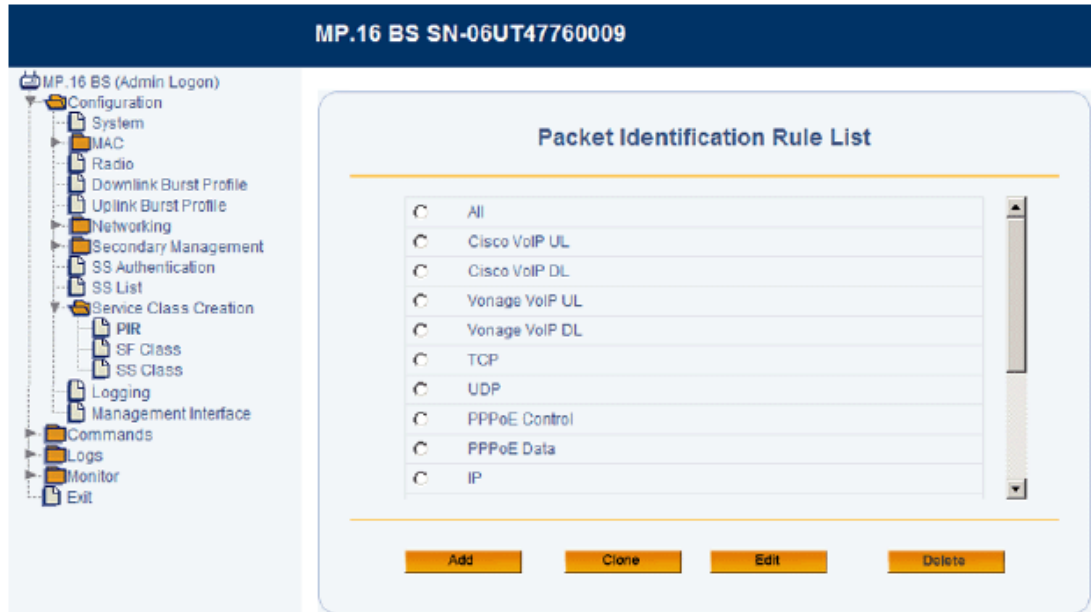 MP.16 BS SN-06UT47760009
MP.16 BS (Admin Logon)
Configuration
System
MAC
Radio
Downlink Burst Profile
Uplink Burst Profile
Networking
Secondary Management
SS Authentication
SS List
Service Class Creation
PIR
SF Class
SS Class
Logging
Management Interface
Commands
Logs
Monitor
Exit
Packet Identification Rule List
All
Cisco VoIP UL
Cisco VoIP DL
Vonage VoIP UL
Vonage VoIP DL
TCP
UDP
PPPoE Control
PPPoE Data
IP
Add Clone Edit Delete